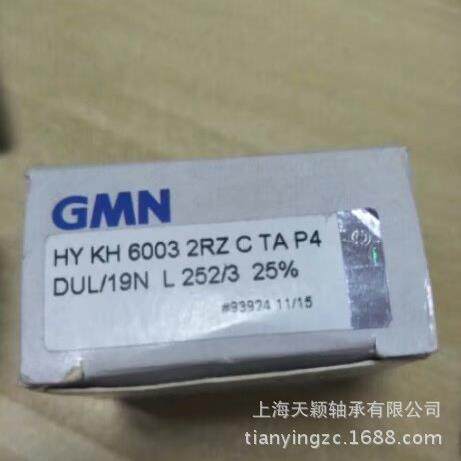 GMN
HY KH 6003 2RZ C TA P4
DUL/19N L 252/3 25%
#93924 11/15
上海天颖轴承有限公司
tianyingzc.1688.com